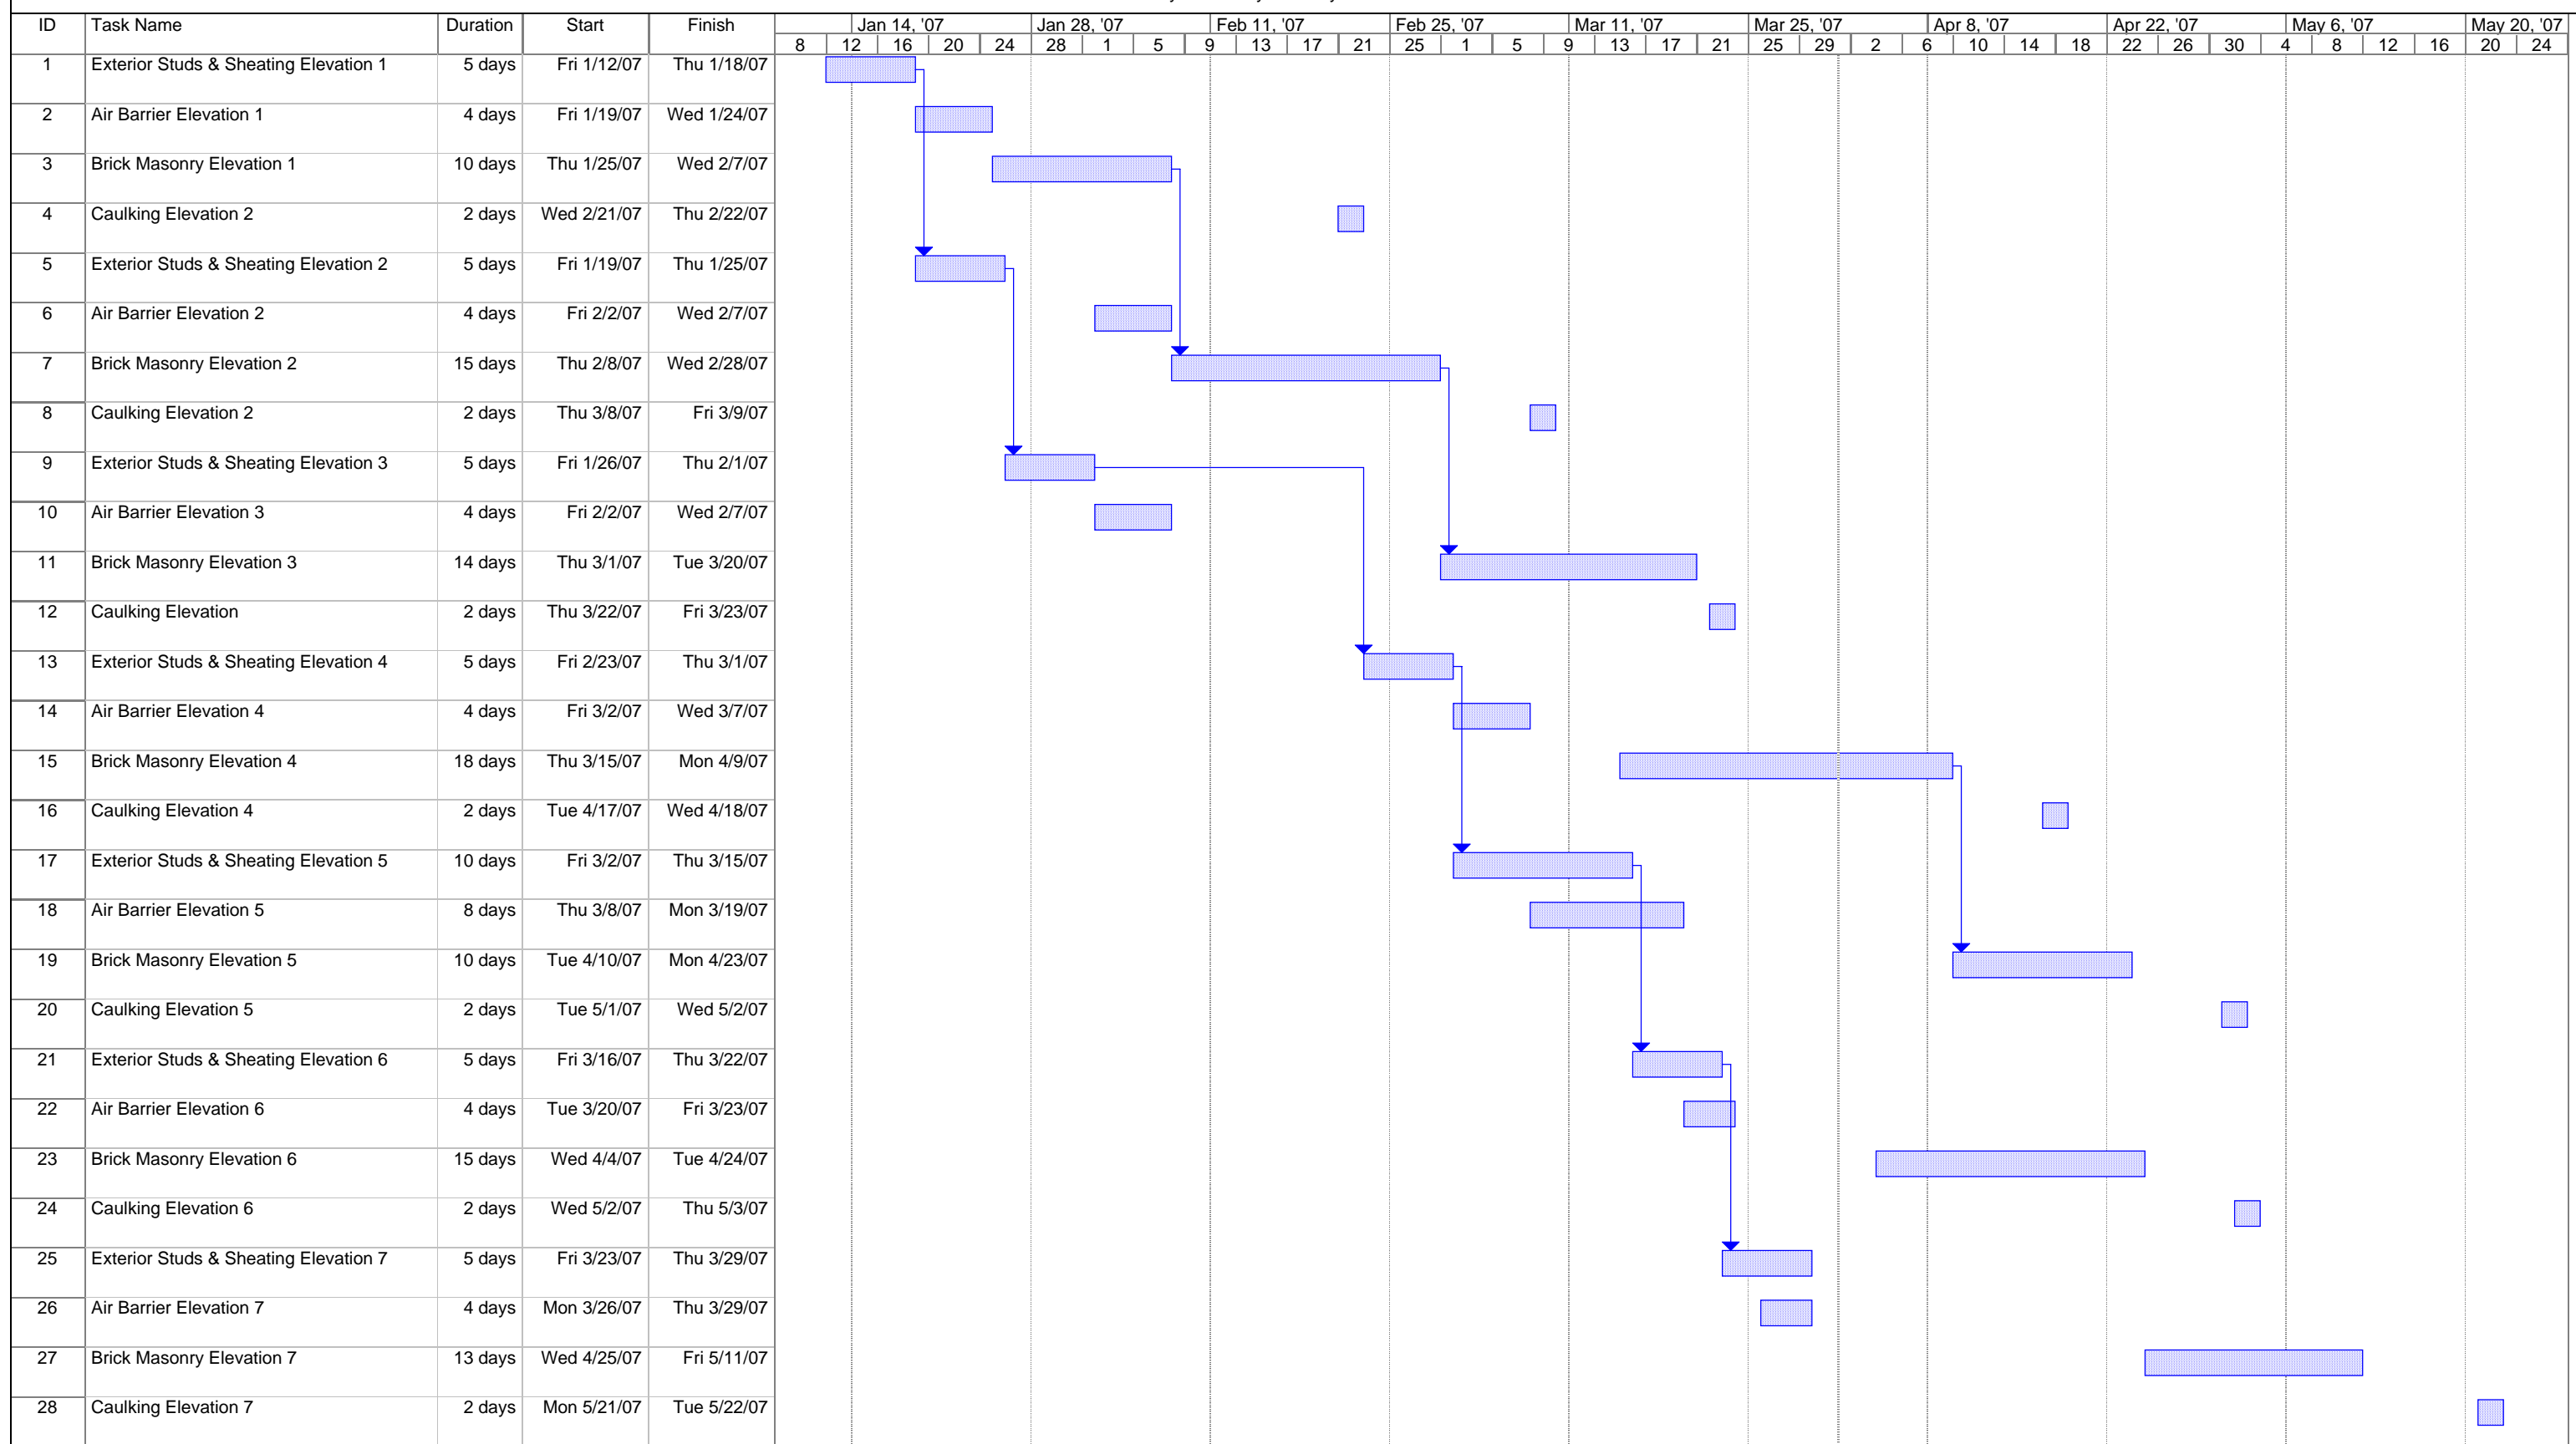 ID Task Name Duration Start Finish Jan 14, '07 Jan 28, '07 Feb 11, '07 Feb 25, '07 Mar 11, '07 Mar 25, '07 Apr 8, '07 Apr 22, '07 May 6, '07 May 20, '07
8 12 16 20 24 28 1 5 9 13 17 21 25 1 5 9 13 17 21 25 29 2 6 10 14 18 22 26 30 4 8 12 16 20 24
1 Exterior Studs & Sheating Elevation 1 5 days Fri 1/12/07 Thu 1/18/07
2 Air Barrier Elevation 1 4 days Fri 1/19/07 Wed 1/24/07
3 Brick Masonry Elevation 1 10 days Thu 1/25/07 Wed 2/7/07
4 Caulking Elevation 2 2 days Wed 2/21/07 Thu 2/22/07
5 Exterior Studs & Sheating Elevation 2 5 days Fri 1/19/07 Thu 1/25/07
6 Air Barrier Elevation 2 4 days Fri 2/2/07 Wed 2/7/07
7 Brick Masonry Elevation 2 15 days Thu 2/8/07 Wed 2/28/07
8 Caulking Elevation 2 2 days Thu 3/8/07 Fri 3/9/07
9 Exterior Studs & Sheating Elevation 3 5 days Fri 1/26/07 Thu 2/1/07
10 Air Barrier Elevation 3 4 days Fri 2/2/07 Wed 2/7/07
11 Brick Masonry Elevation 3 14 days Thu 3/1/07 Tue 3/20/07
12 Caulking Elevation 2 days Thu 3/22/07 Fri 3/23/07
13 Exterior Studs & Sheating Elevation 4 5 days Fri 2/23/07 Thu 3/1/07
14 Air Barrier Elevation 4 4 days Fri 3/2/07 Wed 3/7/07
15 Brick Masonry Elevation 4 18 days Thu 3/15/07 Mon 4/9/07
16 Caulking Elevation 4 2 days Tue 4/17/07 Wed 4/18/07
17 Exterior Studs & Sheating Elevation 5 10 days Fri 3/2/07 Thu 3/15/07
18 Air Barrier Elevation 5 8 days Thu 3/8/07 Mon 3/19/07
19 Brick Masonry Elevation 5 10 days Tue 4/10/07 Mon 4/23/07
20 Caulking Elevation 5 2 days Tue 5/1/07 Wed 5/2/07
21 Exterior Studs & Sheating Elevation 6 5 days Fri 3/16/07 Thu 3/22/07
22 Air Barrier Elevation 6 4 days Tue 3/20/07 Fri 3/23/07
23 Brick Masonry Elevation 6 15 days Wed 4/4/07 Tue 4/24/07
24 Caulking Elevation 6 2 days Wed 5/2/07 Thu 5/3/07
25 Exterior Studs & Sheating Elevation 7 5 days Fri 3/23/07 Thu 3/29/07
26 Air Barrier Elevation 7 4 days Mon 3/26/07 Thu 3/29/07
27 Brick Masonry Elevation 7 13 days Wed 4/25/07 Fri 5/11/07
28 Caulking Elevation 7 2 days Mon 5/21/07 Tue 5/22/07